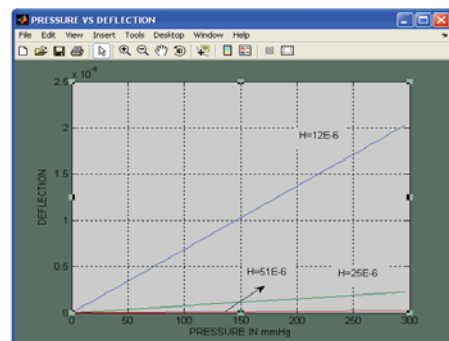 PRESSURE VS DEFLECTION
File Edit View Insert Tools Desktop Window Help
x 10
2.5
2
1.5
1
0.5
0
DEFLECTION
H=12E-6
H=51E-6
H=25E-6
0 50 100 150 200 250 300
PRESSURE IN mmHg